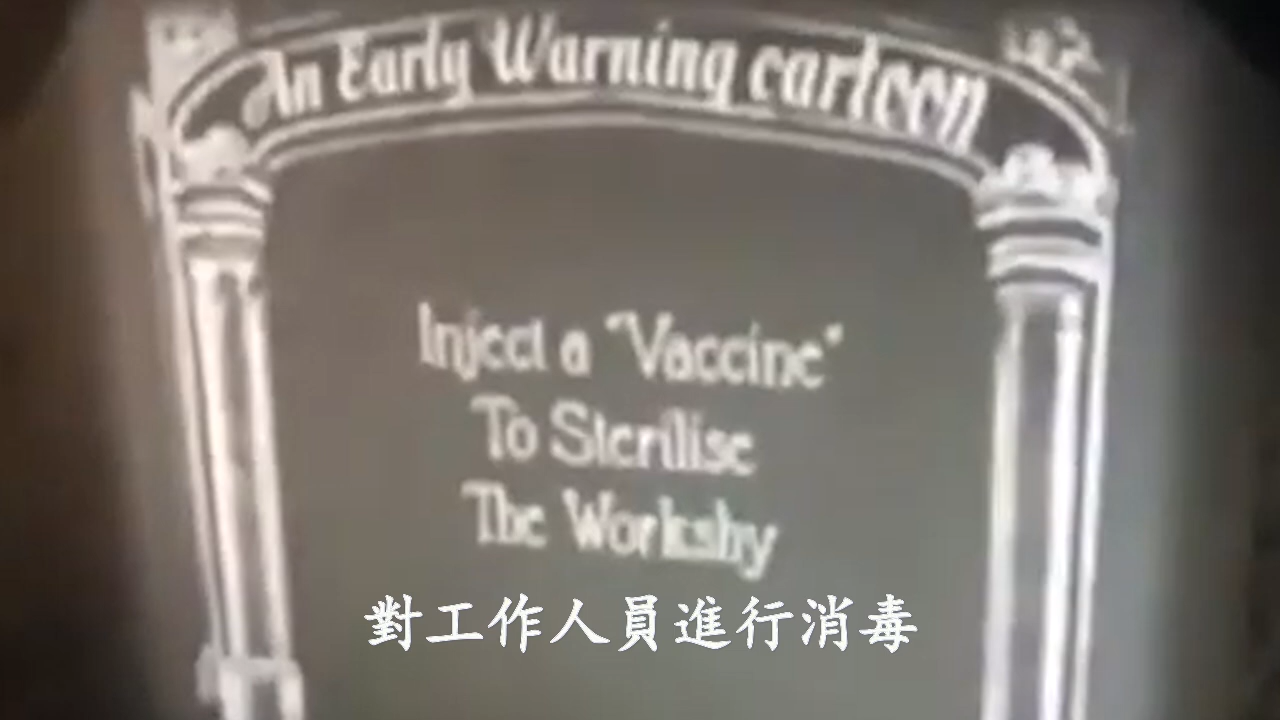 An Early Warning cartoon
Inject a "Vaccine"
To Sterilise
The Workshy
對工作人員進行消毒